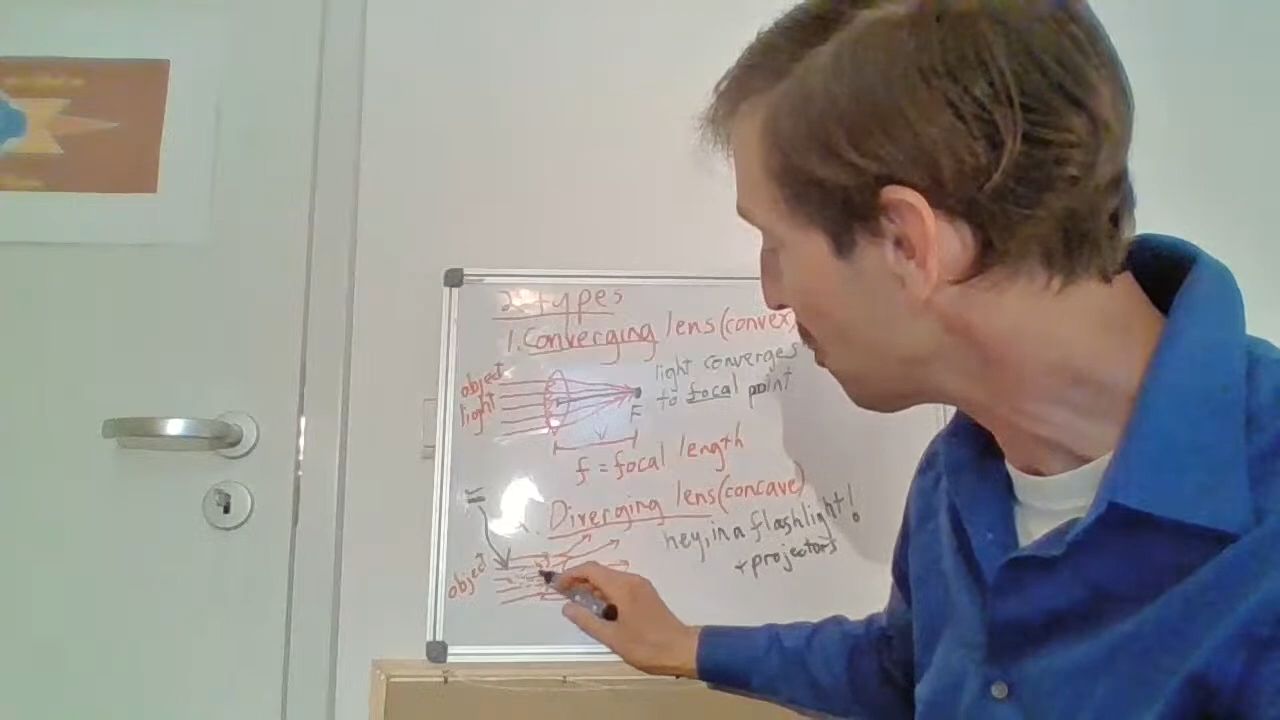 2 types
1. Converging lens (convex)
object
light
light converges
to focal point
F
f = focal length
Diverging lens (concave)
hey, in a flashlight!
+ projectors
object